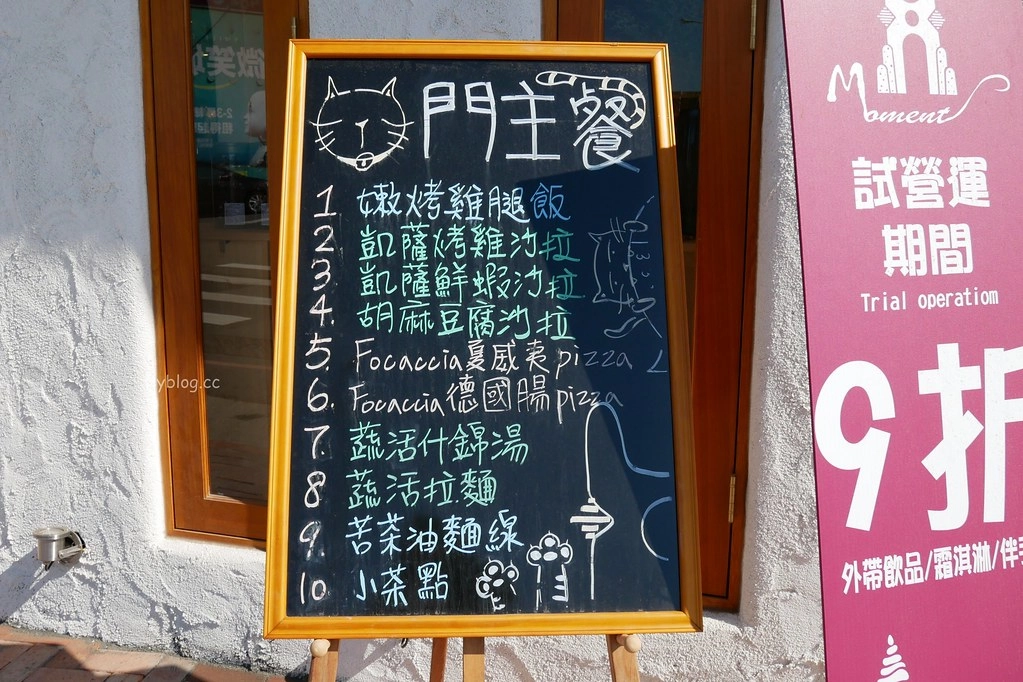 門主餐
1 嫩烤雞腿飯
2 凱薩烤雞沙拉
3 凱薩鮮蝦沙拉
4. 胡麻豆腐沙拉
5. Focaccia夏威夷pizza
6. Focaccia德國腸pizza
7. 蔬活什錦湯
8 蔬活拉麵
9. 苦茶油麵線
10 小茶點
Moment
試營運
期間
Trial operatiom
9折
外帶飲品/霜淇淋/伴手
yblog.cc